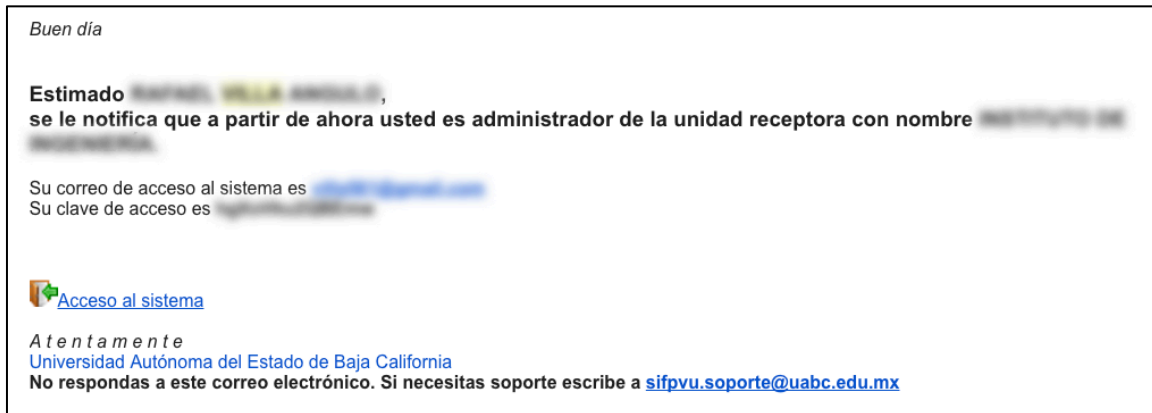 Buen día
Estimado ,
se le notifica que a partir de ahora usted es administrador de la unidad receptora con nombre
Su correo de acceso al sistema es
Su clave de acceso es
Acceso al sistema
A t e n t a m e n t e
Universidad Autónoma del Estado de Baja California
No respondas a este correo electrónico. Si necesitas soporte escribe a sifpvu.soporte@uabc.edu.mx